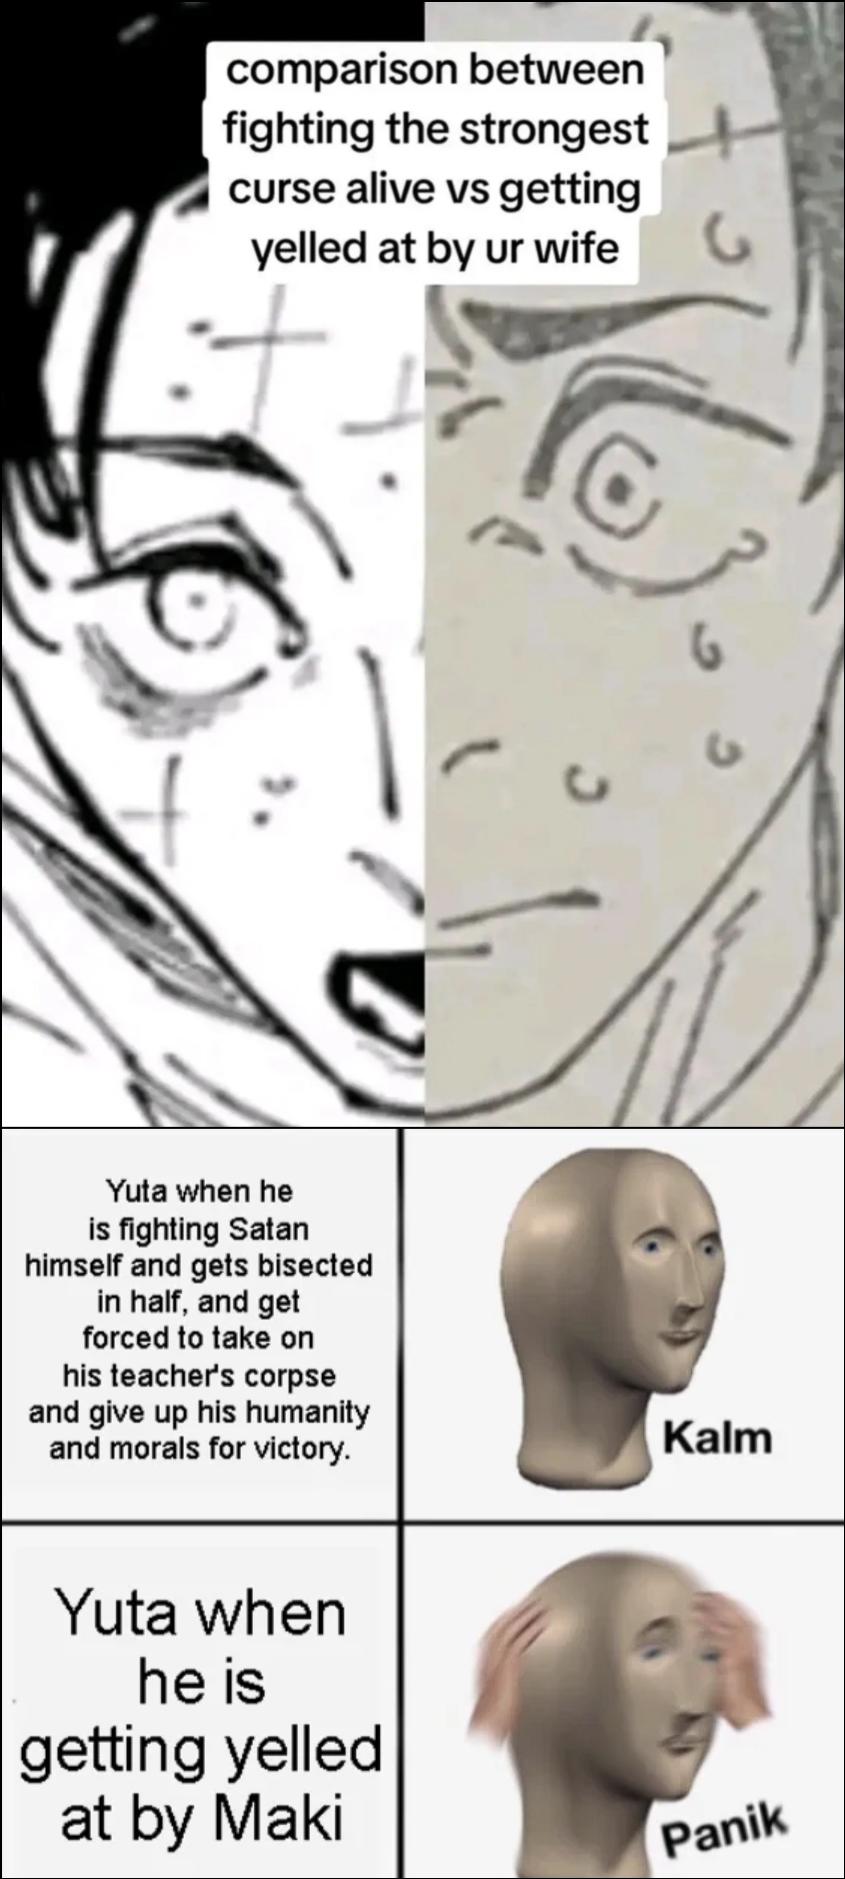 comparison between
fighting the strongest
curse alive vs getting
yelled at by ur wife
Yuta when he
is fighting Satan
himself and gets bisected
in half, and get
forced to take on
his teacher's corpse
and give up his humanity
and morals for victory.
Kalm
Yuta when
he is
getting yelled
at by Maki
Panik